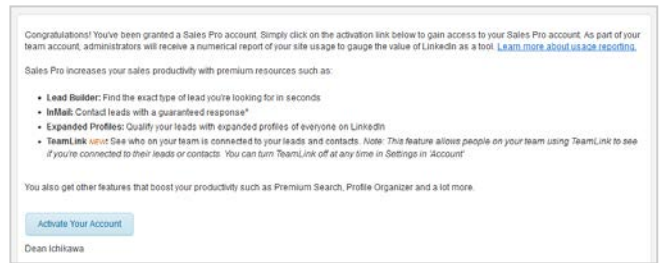 Congratulations! You've been granted a Sales Pro account. Simply click on the activation link below to gain access to your Sales Pro account. As part of your
team account, administrators will receive a numerical report of your site usage to gauge the value of LinkedIn as a tool. Learn more about usage reporting.
Sales Pro increases your sales productivity with premium resources such as:
• Lead Builder: Find the exact type of lead you're looking for in seconds
• InMail: Contact leads with a guaranteed response*
• Expanded Profiles: Qualify your leads with expanded profiles of everyone on LinkedIn
• TeamLink NEW! See who on your team is connected to your leads and contacts. Note: This feature allows people on your team using TeamLink to see
if you're connected to their leads or contacts. You can turn TeamLink off at any time in Settings in 'Account'
You also get other features that boost your productivity such as Premium Search, Profile Organizer and a lot more.
Activate Your Account
Dean Ichikawa